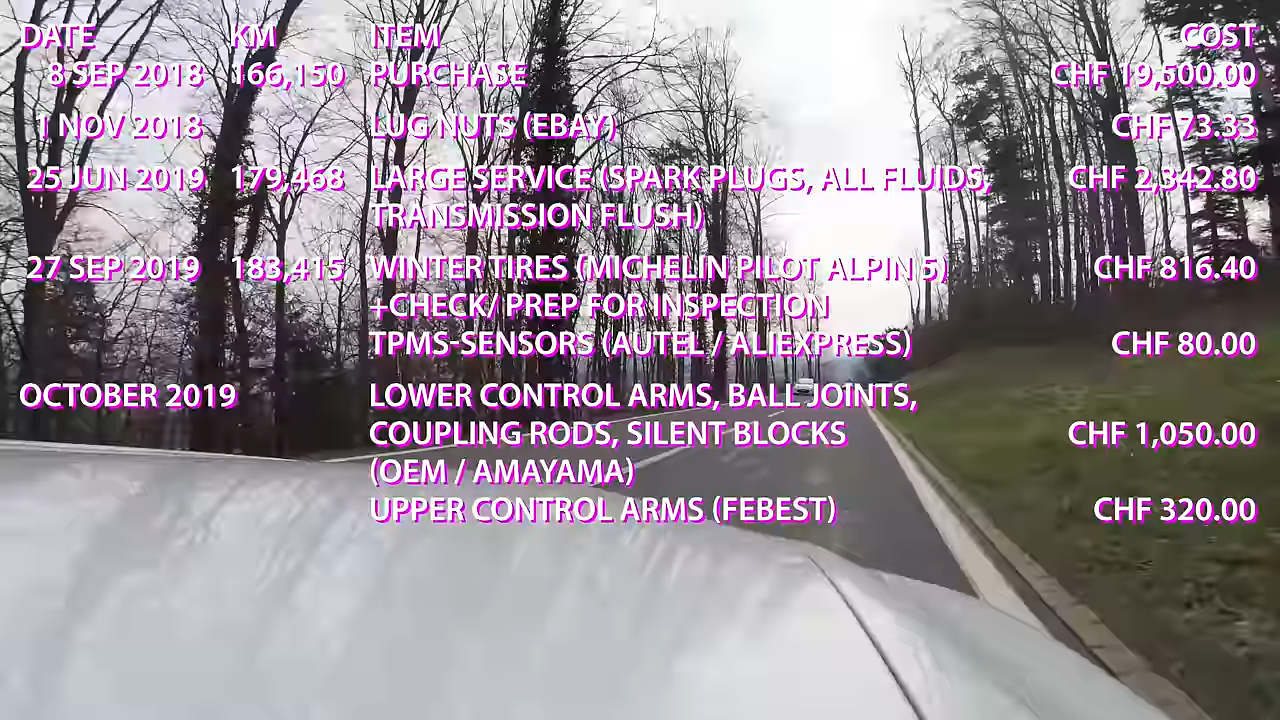 DATE KM ITEM COST
8 SEP 2018 166,150 PURCHASE CHF 19,500.00
1 NOV 2018 LUG NUTS (EBAY) CHF 73.33
25 JUN 2019 179,468 LARGE SERVICE (SPARK PLUGS, ALL FLUIDS, CHF 2,342.80
TRANSMISSION FLUSH)
27 SEP 2019 183,415 WINTER TIRES (MICHELIN PILOT ALPIN 5) CHF 816.40
+CHECK/ PREP FOR INSPECTION
TPMS-SENSORS (AUTEL / ALIEXPRESS) CHF 80.00
OCTOBER 2019 LOWER CONTROL ARMS, BALL JOINTS,
COUPLING RODS, SILENT BLOCKS CHF 1,050.00
(OEM / AMAYAMA)
UPPER CONTROL ARMS (FEBEST) CHF 320.00